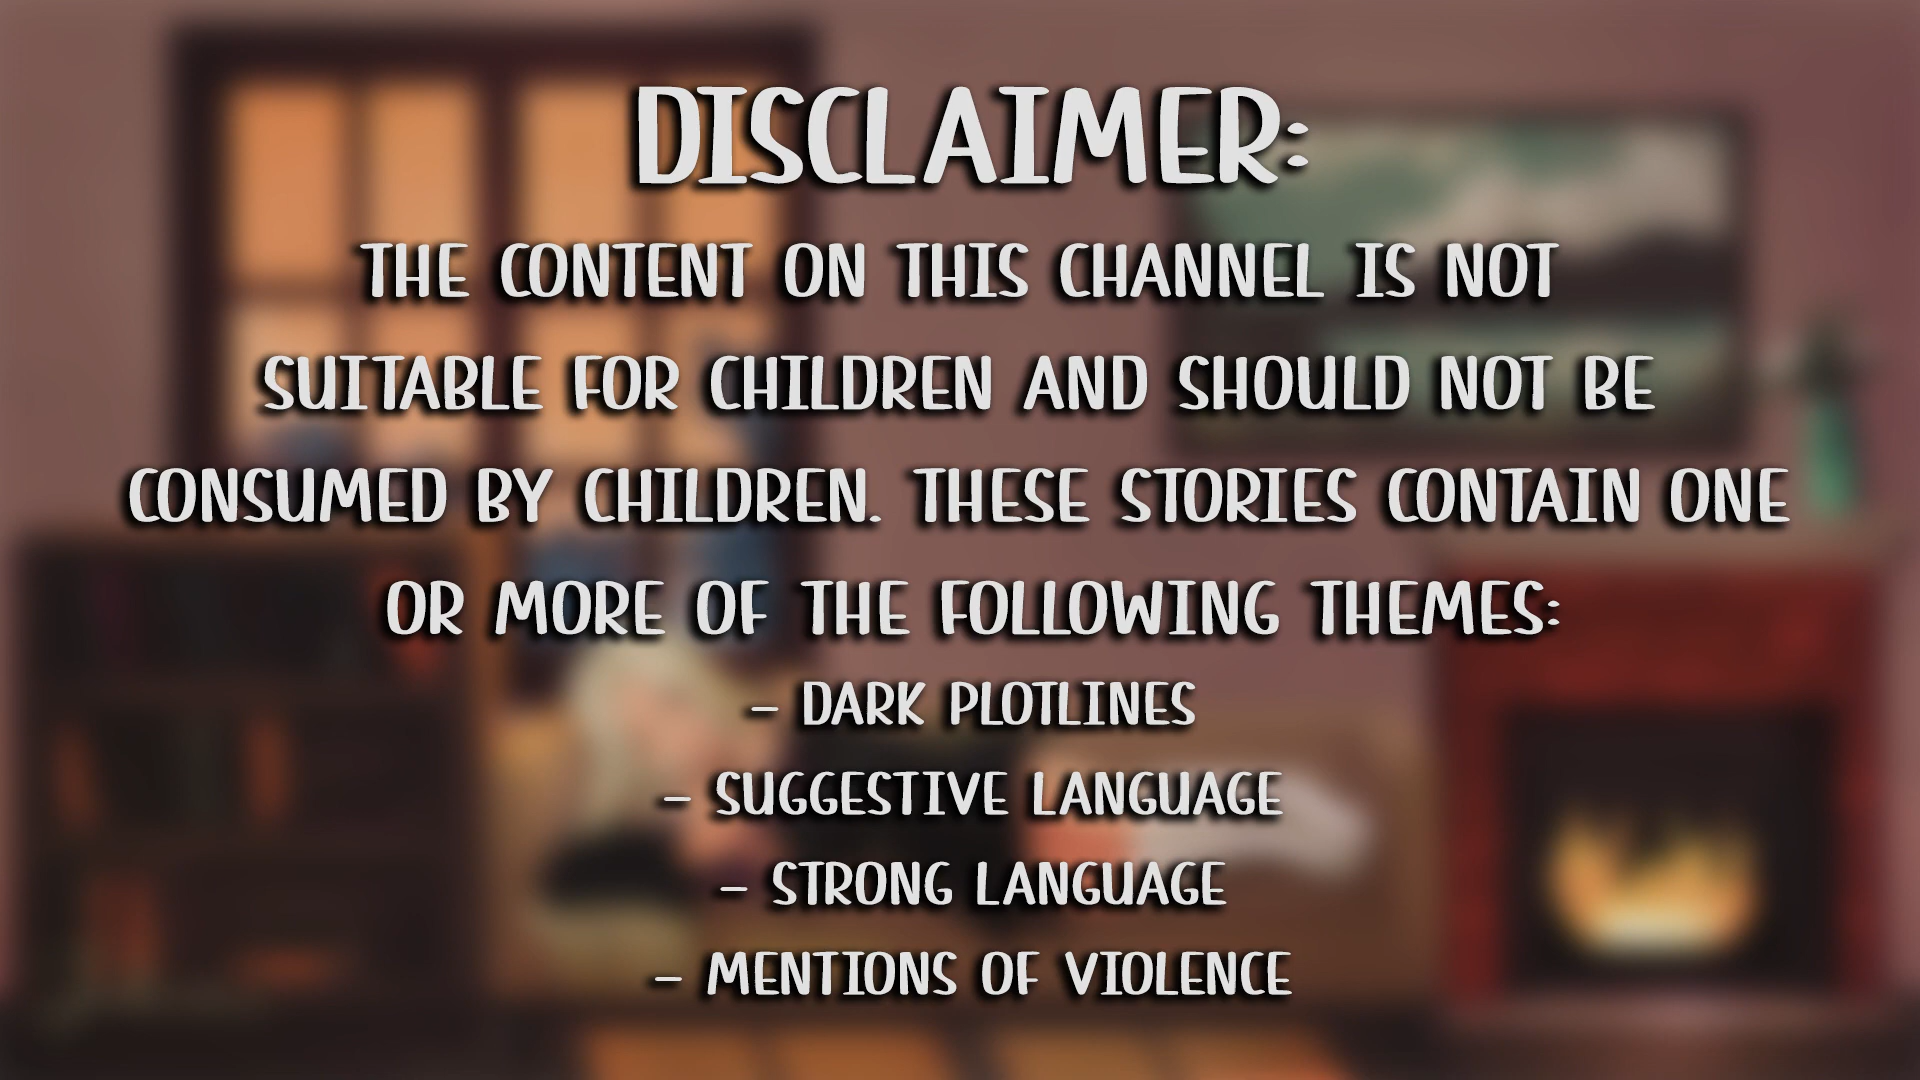 DISCLAIMER:
THE CONTENT ON THIS CHANNEL IS NOT
SUITABLE FOR CHILDREN AND SHOULD NOT BE
CONSUMED BY CHILDREN. THESE STORIES CONTAIN ONE
OR MORE OF THE FOLLOWING THEMES:
- DARK PLOTLINES
- SUGGESTIVE LANGUAGE
- STRONG LANGUAGE
- MENTIONS OF VIOLENCE